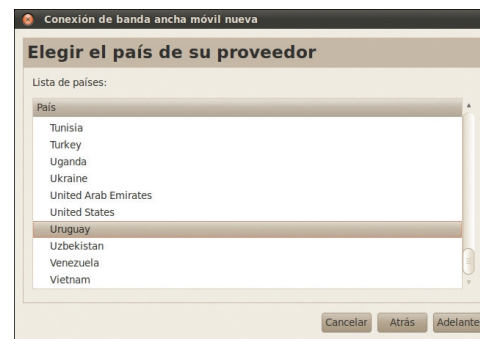 Conexión de banda ancha móvil nueva
Elegir el país de su proveedor
Lista de países:
País
Tunisia
Turkey
Uganda
Ukraine
United Arab Emirates
United States
Uruguay
Uzbekistan
Venezuela
Vietnam
Cancelar Atrás Adelante